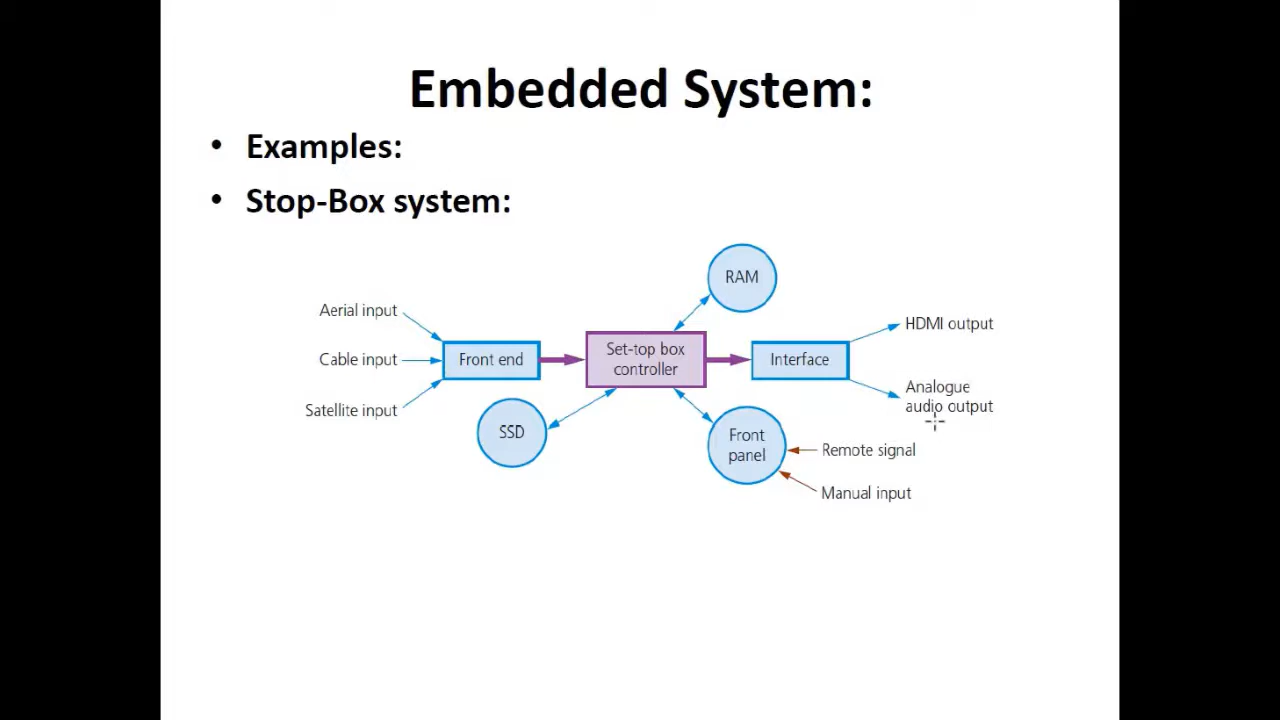 Embedded System:
• Examples:
• Stop-Box system:
RAM
Aerial input
HDMI output
Cable input
Front end
Set-top box
controller
Interface
Analogue
audio output
Satellite input
SSD
Front
panel
Remote signal
Manual input